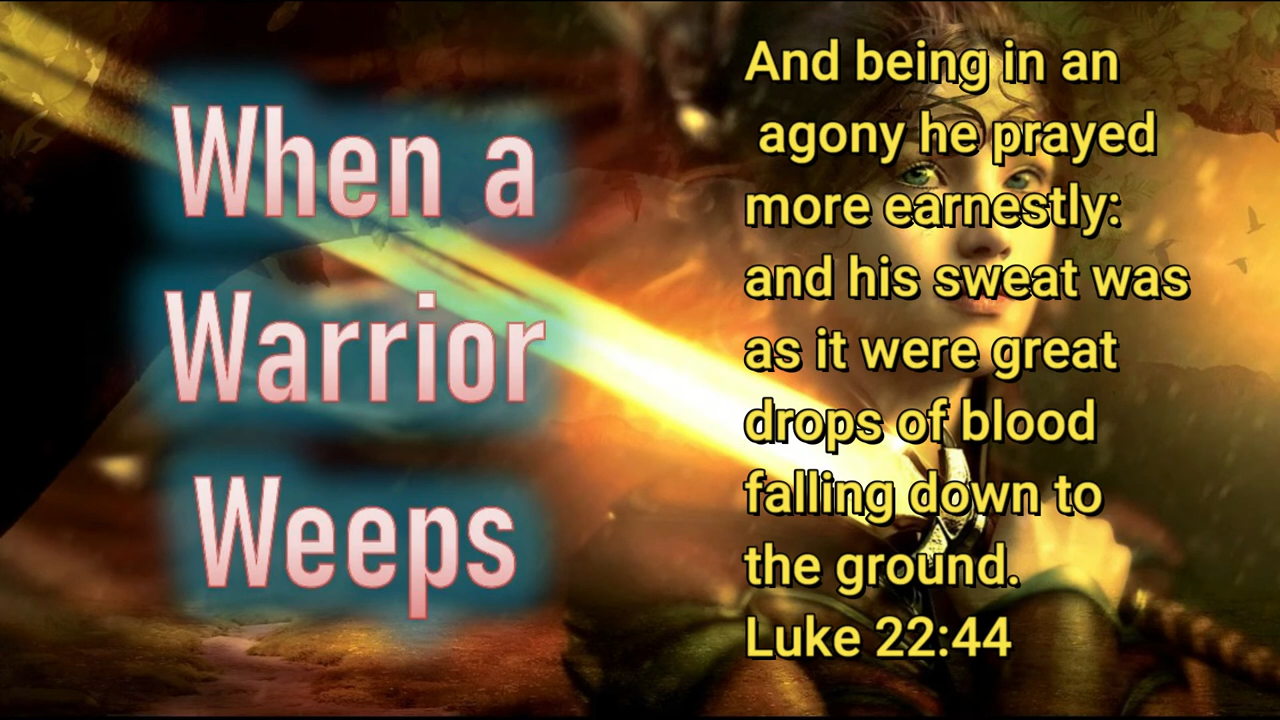 When a
Warrior
Weeps
And being in an
agony he prayed
more earnestly:
and his sweat was
as it were great
drops of blood
falling down to
the ground.
Luke 22:44